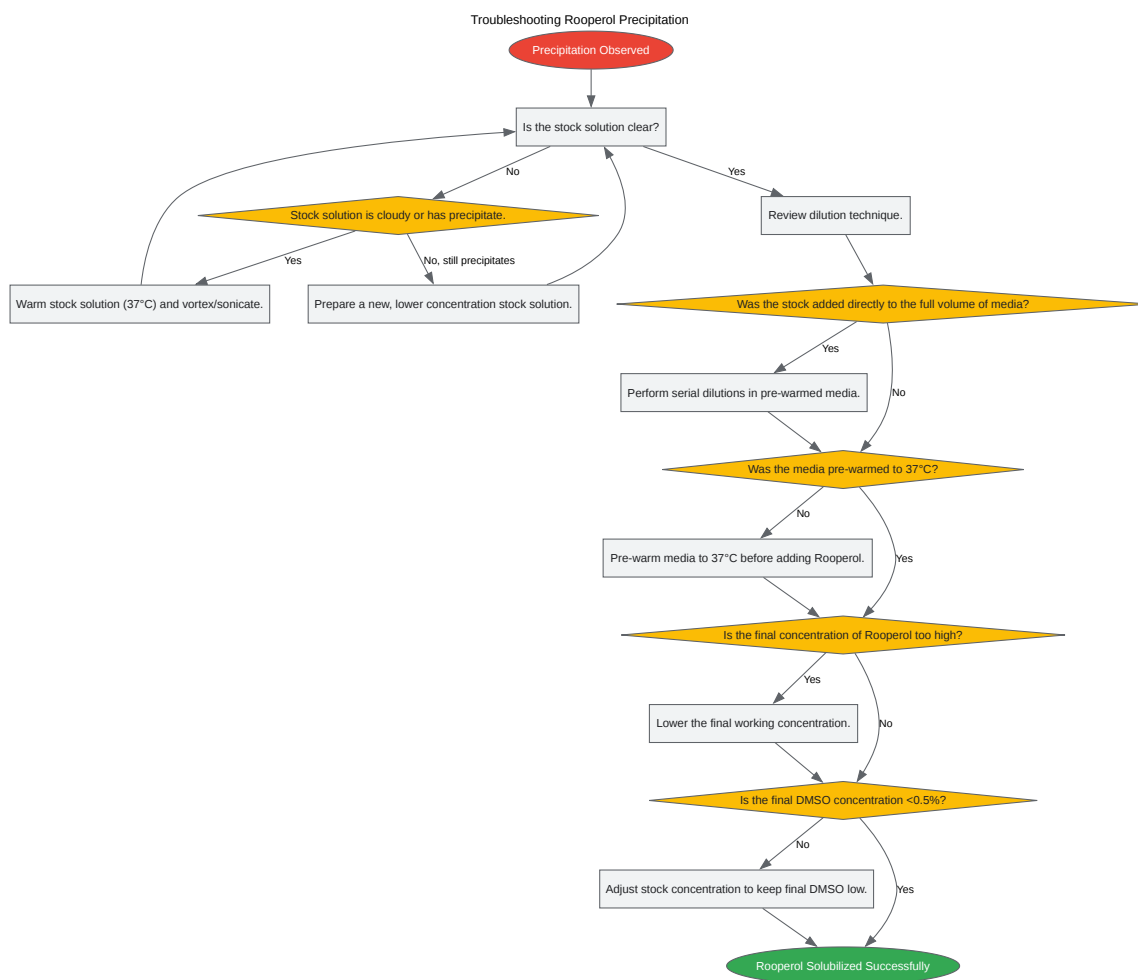 Troubleshooting Rooperol Precipitation
Precipitation Observed
Is the stock solution clear?
No
Yes
Stock solution is cloudy or has precipitate.
Review dilution technique.
Yes
No, still precipitates
Warm stock solution (37°C) and vortex/sonicate.
Prepare a new, lower concentration stock solution.
Was the stock added directly to the full volume of media?
Yes
No
Perform serial dilutions in pre-warmed media.
Was the media pre-warmed to 37°C?
No
Yes
Pre-warm media to 37°C before adding Rooperol.
Is the final concentration of Rooperol too high?
Yes
No
Lower the final working concentration.
Is the final DMSO concentration <0.5%?
No
Yes
Adjust stock concentration to keep final DMSO low.
Rooperol Solubilized Successfully